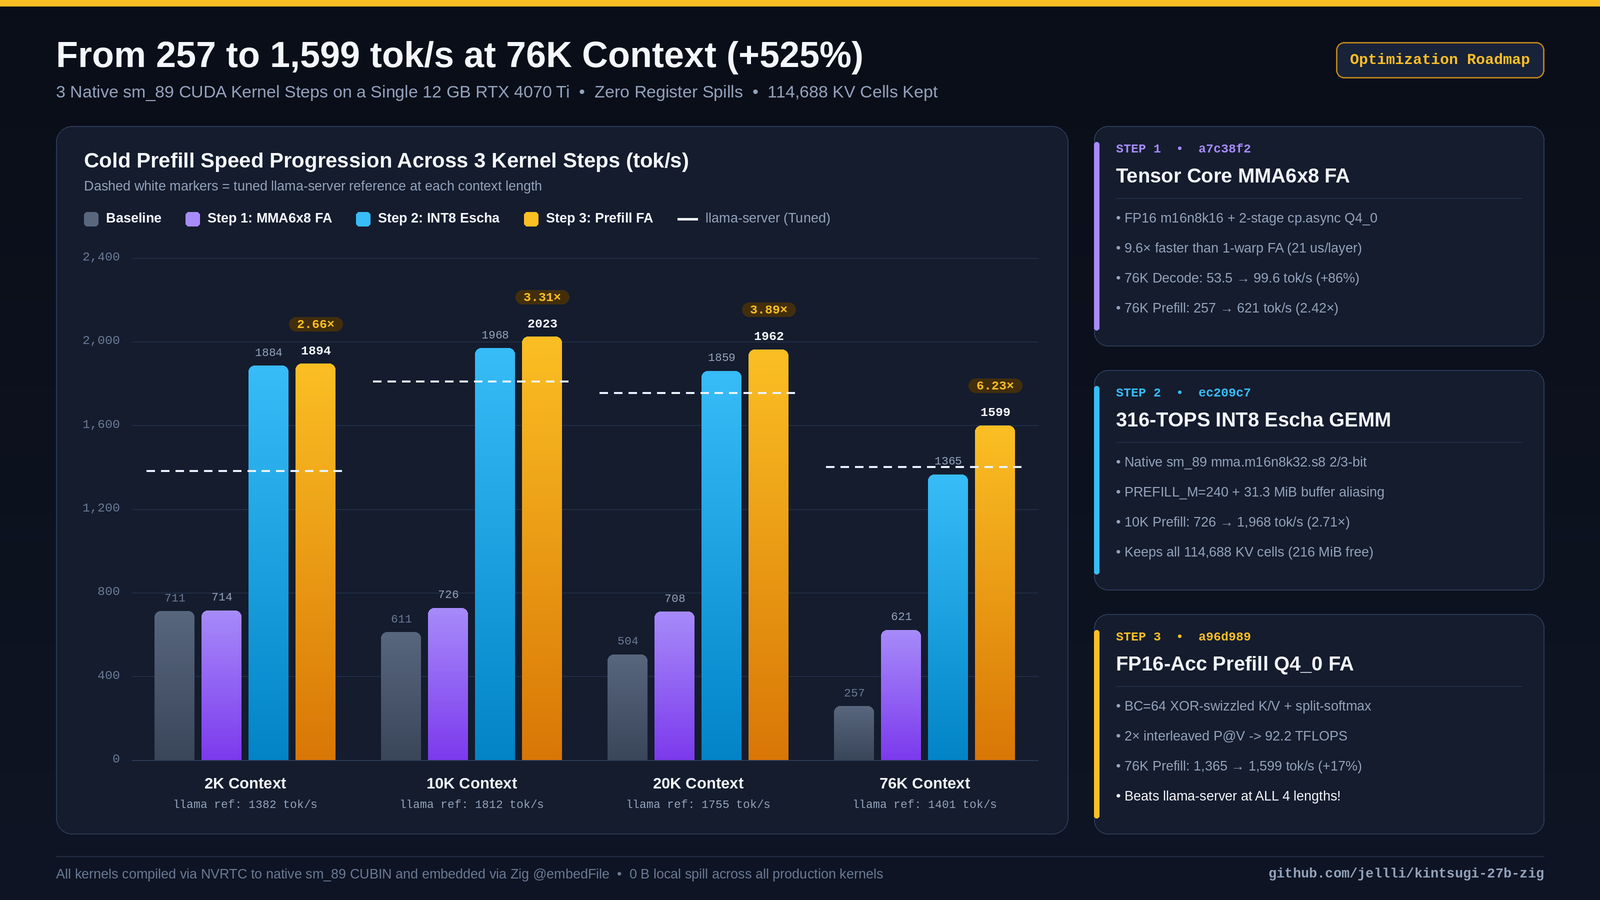 From 257 to 1,599 tok/s at 76K Context (+525%)
Optimization Roadmap
3 Native sm_89 CUDA Kernel Steps on a Single 12 GB RTX 4070 Ti • Zero Register Spills • 114,688 KV Cells Kept
Cold Prefill Speed Progression Across 3 Kernel Steps (tok/s)
Dashed white markers = tuned llama-server reference at each context length
Baseline Step 1: MMA6x8 FA Step 2: INT8 Escha Step 3: Prefill FA llama-server (Tuned)
2,400
2,000
1,600
1,200
800
400
0
711
714
1884
1894
2.66×
611
726
1968
2023
3.31×
504
708
1859
1962
3.89×
257
621
1365
1599
6.23×
2K Context
10K Context
20K Context
76K Context
llama ref: 1382 tok/s
llama ref: 1812 tok/s
llama ref: 1755 tok/s
llama ref: 1401 tok/s
STEP 1 • a7c38f2
Tensor Core MMA6x8 FA
• FP16 m16n8k16 + 2-stage cp.async Q4_0
• 9.6× faster than 1-warp FA (21 us/layer)
• 76K Decode: 53.5 → 99.6 tok/s (+86%)
• 76K Prefill: 257 → 621 tok/s (2.42×)
STEP 2 • ec209c7
316-TOPS INT8 Escha GEMM
• Native sm_89 mma.m16n8k32.s8 2/3-bit
• PREFILL_M=240 + 31.3 MiB buffer aliasing
• 10K Prefill: 726 → 1,968 tok/s (2.71×)
• Keeps all 114,688 KV cells (216 MiB free)
STEP 3 • a96d989
FP16-Acc Prefill Q4_0 FA
• BC=64 XOR-swizzled K/V + split-softmax
• 2× interleaved P@V -> 92.2 TFLOPS
• 76K Prefill: 1,365 → 1,599 tok/s (+17%)
• Beats llama-server at ALL 4 lengths!
All kernels compiled via NVRTC to native sm_89 CUBIN and embedded via Zig @embedFile • 0 B local spill across all production kernels
github.com/jellli/kintsugi-27b-zig